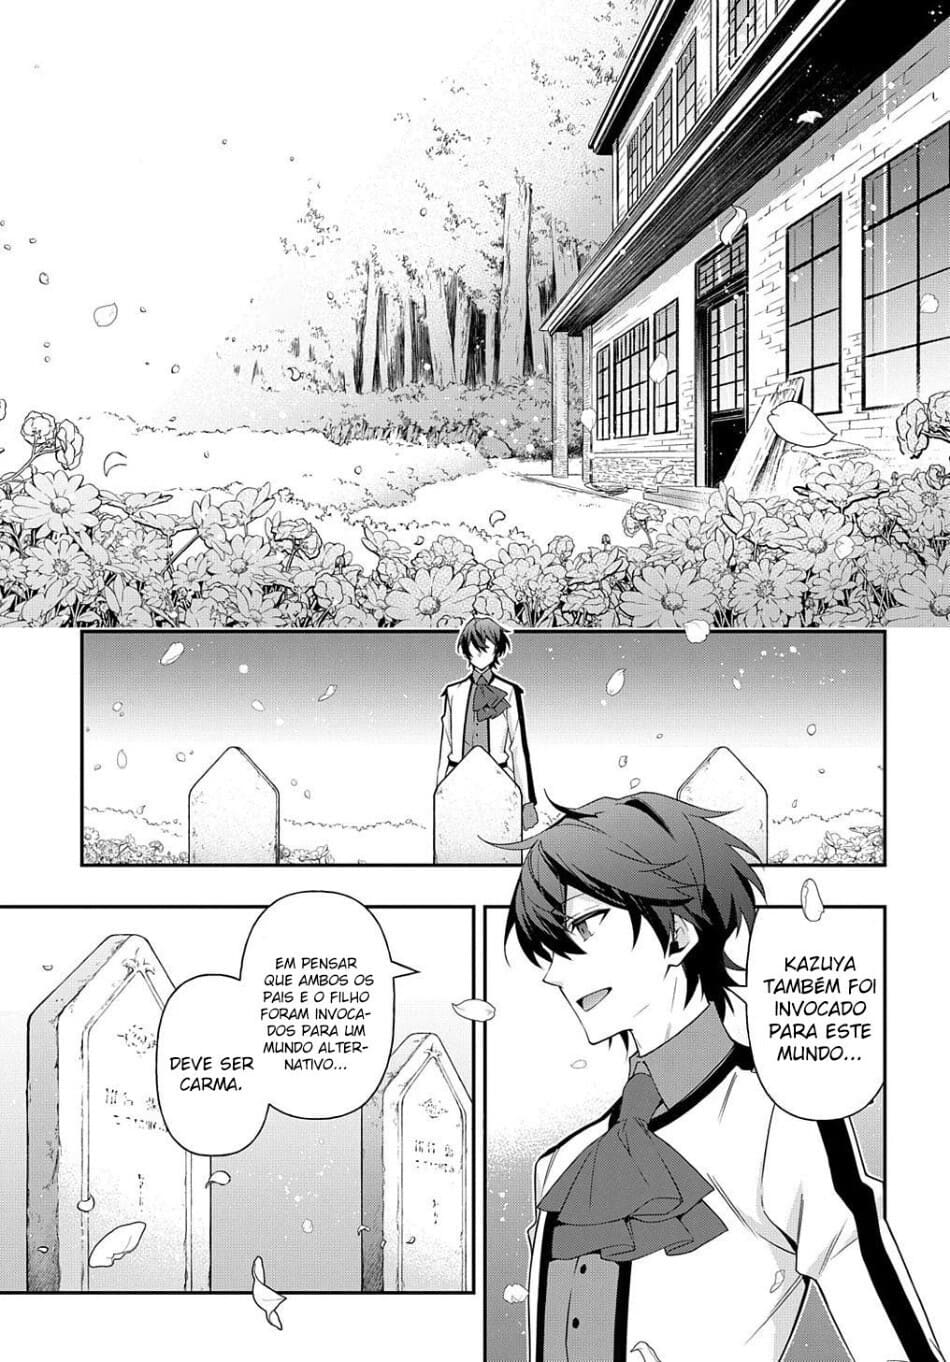 KAZUYA
TAMBÉM FOI
INVOCADO
PARA ESTE
MUNDO...
EM PENSAR
QUE AMBOS OS
PAIS E O FILHO
FORAM INVOCA-
DOS PARA UM
MUNDO ALTER-
NATIVO...
DEVE SER
CARMA.